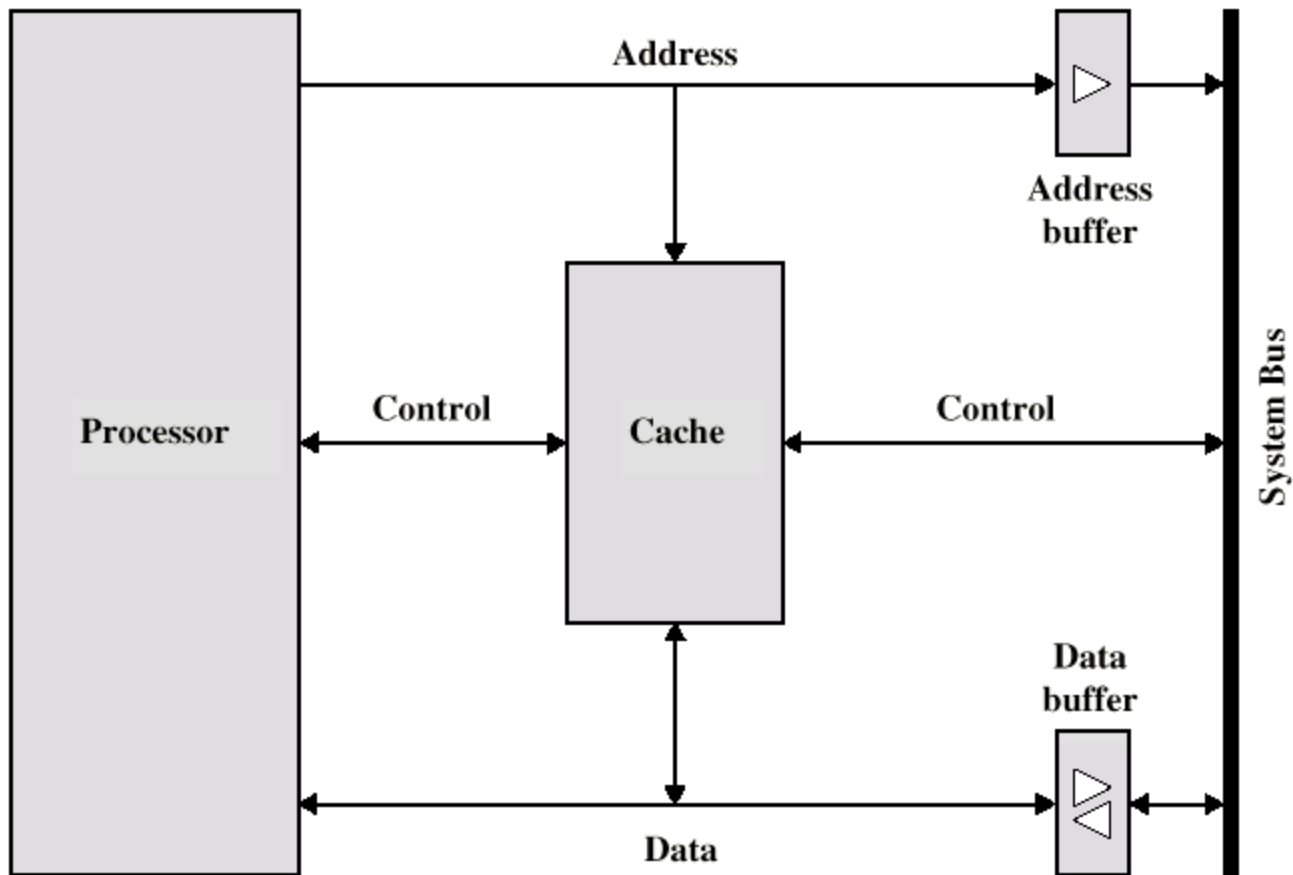 Address
Address
buffer
Control
Control
Processor
Cache
System Bus
Data
buffer
Data